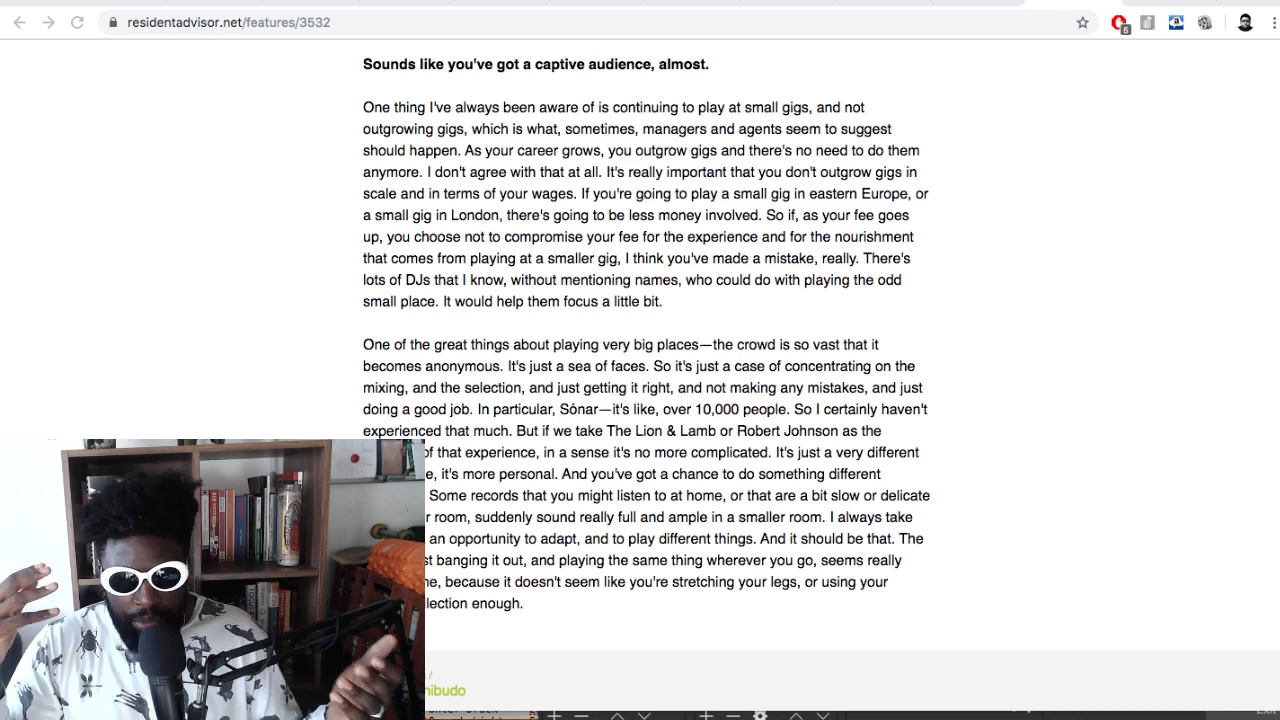 residentadvisor.net/features/3532
5
Sounds like you've got a captive audience, almost.
One thing I've always been aware of is continuing to play at small gigs, and not
outgrowing gigs, which is what, sometimes, managers and agents seem to suggest
should happen. As your career grows, you outgrow gigs and there's no need to do them
anymore. I don't agree with that at all. It's really important that you don't outgrow gigs in
scale and in terms of your wages. If you're going to play a small gig in eastern Europe, or
a small gig in London, there's going to be less money involved. So if, as your fee goes
up, you choose not to compromise your fee for the experience and for the nourishment
that comes from playing at a smaller gig, I think you've made a mistake, really. There's
lots of DJs that I know, without mentioning names, who could do with playing the odd
small place. It would help them focus a little bit.
One of the great things about playing very big places—the crowd is so vast that it
becomes anonymous. It's just a sea of faces. So it's just a case of concentrating on the
mixing, and the selection, and just getting it right, and not making any mistakes, and just
doing a good job. In particular, Sónar—it's like, over 10,000 people. So I certainly haven't
experienced that much. But if we take The Lion & Lamb or Robert Johnson as the
of that experience, in a sense it's no more complicated. It's just a very different
e, it's more personal. And you've got a chance to do something different
Some records that you might listen to at home, or that are a bit slow or delicate
r room, suddenly sound really full and ample in a smaller room. I always take
an opportunity to adapt, and to play different things. And it should be that. The
st banging it out, and playing the same thing wherever you go, seems really
ne, because it doesn't seem like you're stretching your legs, or using your
lection enough.
/
nibudo